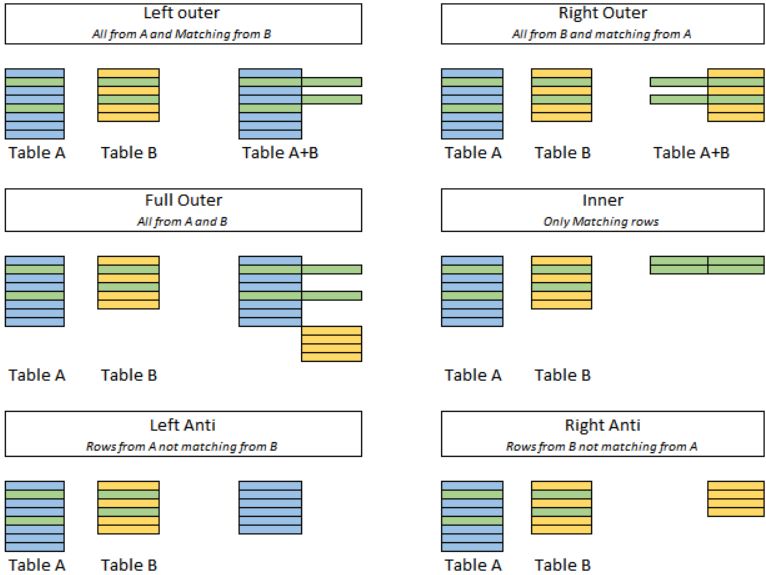 Left outer
All from A and Matching from B
Right Outer
All from B and matching from A
Table A
Table B
Table A+B
Table A
Table B
Table A+B
Full Outer
All from A and B
Inner
Only Matching rows
Table A
Table B
Table A
Table B
Left Anti
Rows from A not matching from B
Right Anti
Rows from B not matching from A
Table A
Table B
Table A
Table B